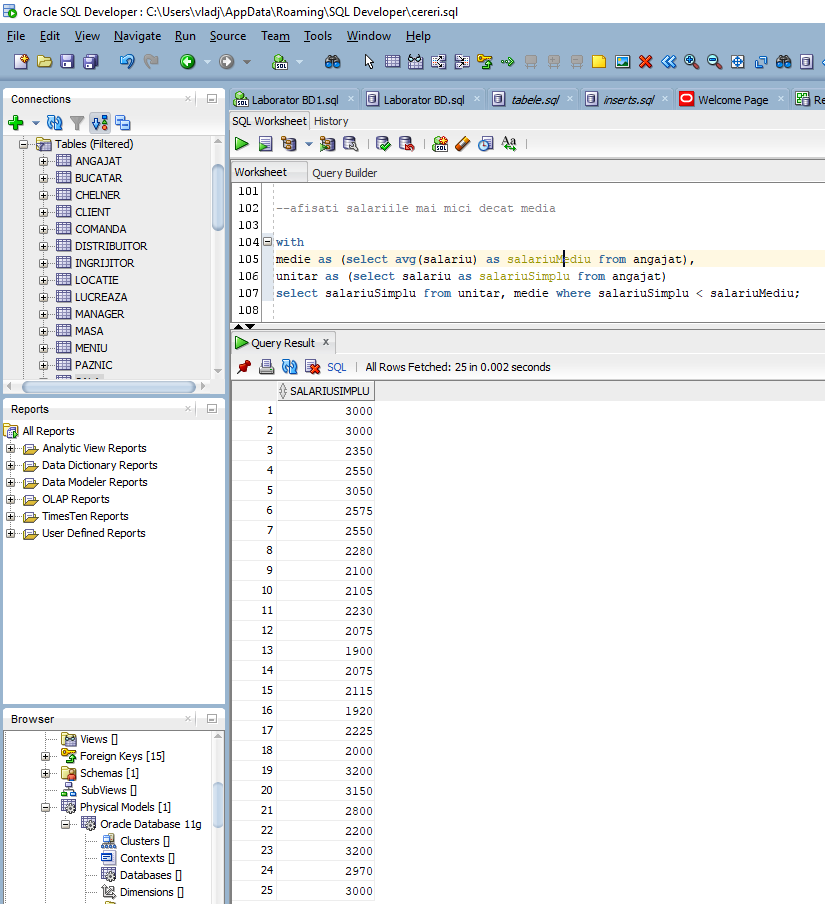 Oracle SQL Developer : C:\Users\vladj\AppData\Roaming\SQL Developer\cereri.sql
File Edit View Navigate Run Source Team Tools Window Help
Connections
Tables (Filtered)
ANGAJAT
BUCATAR
CHELNER
CLIENT
COMANDA
DISTRIBUITOR
INGRIJITOR
LOCATIE
LUCREAZA
MANAGER
MASA
MENIU
PAZNIC
Reports
All Reports
Analytic View Reports
Data Dictionary Reports
Data Modeler Reports
OLAP Reports
TimesTen Reports
User Defined Reports
Browser
Views []
Foreign Keys [15]
Schemas [1]
SubViews []
Physical Models [1]
Oracle Database 11g
Clusters []
Contexts []
Databases []
Dimensions []
Laborator BD1.sql Laborator BD.sql tabele.sql inserts.sql Welcome Page Re
SQL Worksheet History
Worksheet Query Builder
101
102 --afisati salariile mai mici decat media
103
104 with
105 medie as (select avg(salariu) as salariuMediu from angajat),
106 unitar as (select salariu as salariuSimplu from angajat)
107 select salariuSimplu from unitar, medie where salariuSimplu < salariuMediu;
108
Query Result x
SQL | All Rows Fetched: 25 in 0.002 seconds
SALARIUSIMPLU
1 3000
2 3000
3 2350
4 2550
5 3050
6 2575
7 2550
8 2280
9 2100
10 2105
11 2230
12 2075
13 1900
14 2075
15 2115
16 1920
17 2225
18 2000
19 3200
20 3150
21 2800
22 2200
23 3200
24 2970
25 3000